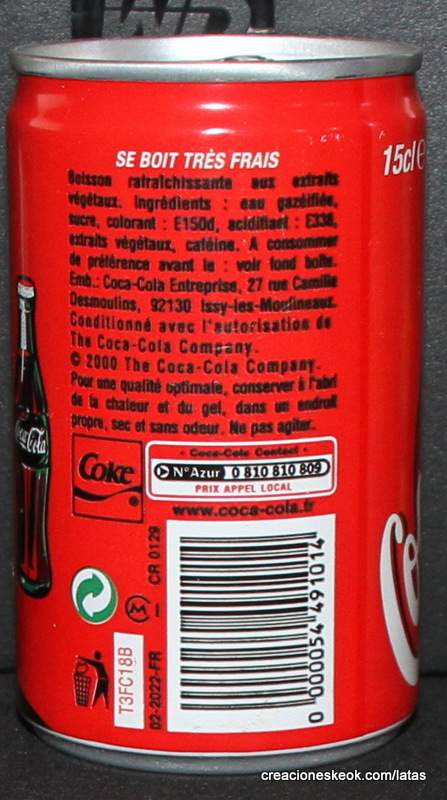 SE BOIT TRÈS FRAIS
15cl e
Boisson rafraîchissante aux extraits
végétaux. Ingrédients : eau gazéifiée,
sucre, colorant : E150d, acidifiant : E338,
extraits végétaux, caféine. A consommer
de préférence avant le : voir fond boîte.
Emb.: Coca-Cola Entreprise, 27 rue Camille
Desmoulins, 92130 Issy-les-Moulineaux.
Conditionné avec l'autorisation de
The Coca-Cola Company.
© 2000 The Coca-Cola Company.
Pour une qualité optimale, conserver à l'abri
de la chaleur et du gel, dans un endroit
propre, sec et sans odeur. Ne pas agiter.
Coca-Cola
Coke
Coca-Cola Contact
N°Azur 0 810 810 809
PRIX APPEL LOCAL
www.coca-cola.fr
CR 0129
M
T3FC18B
02-2022-FR
0 000054 491014
creacioneskeok.com/latas